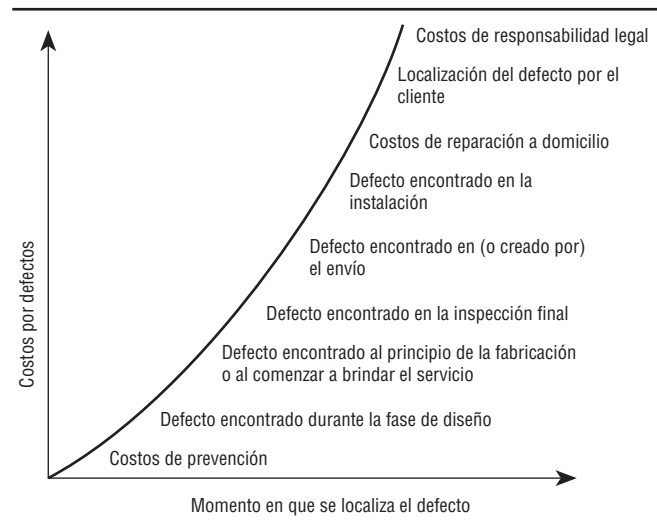 Costos de responsabilidad legal
Localización del defecto por el
cliente
Costos de reparación a domicilio
Defecto encontrado en la
instalación
Defecto encontrado en (o creado por)
el envío
Defecto encontrado en la inspección final
Defecto encontrado al principio de la fabricación
o al comenzar a brindar el servicio
Defecto encontrado durante la fase de diseño
Costos de prevención
Costos por defectos
Momento en que se localiza el defecto